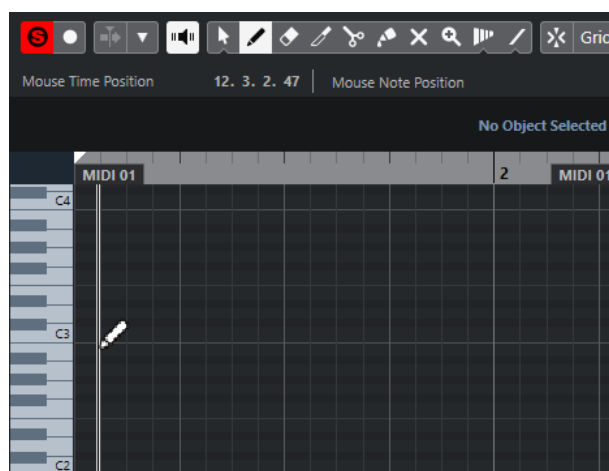 S
Grid
Mouse Time Position 12. 3. 2. 47 Mouse Note Position
No Object Selected
MIDI 01 2 MIDI 01
C4
C3
C2